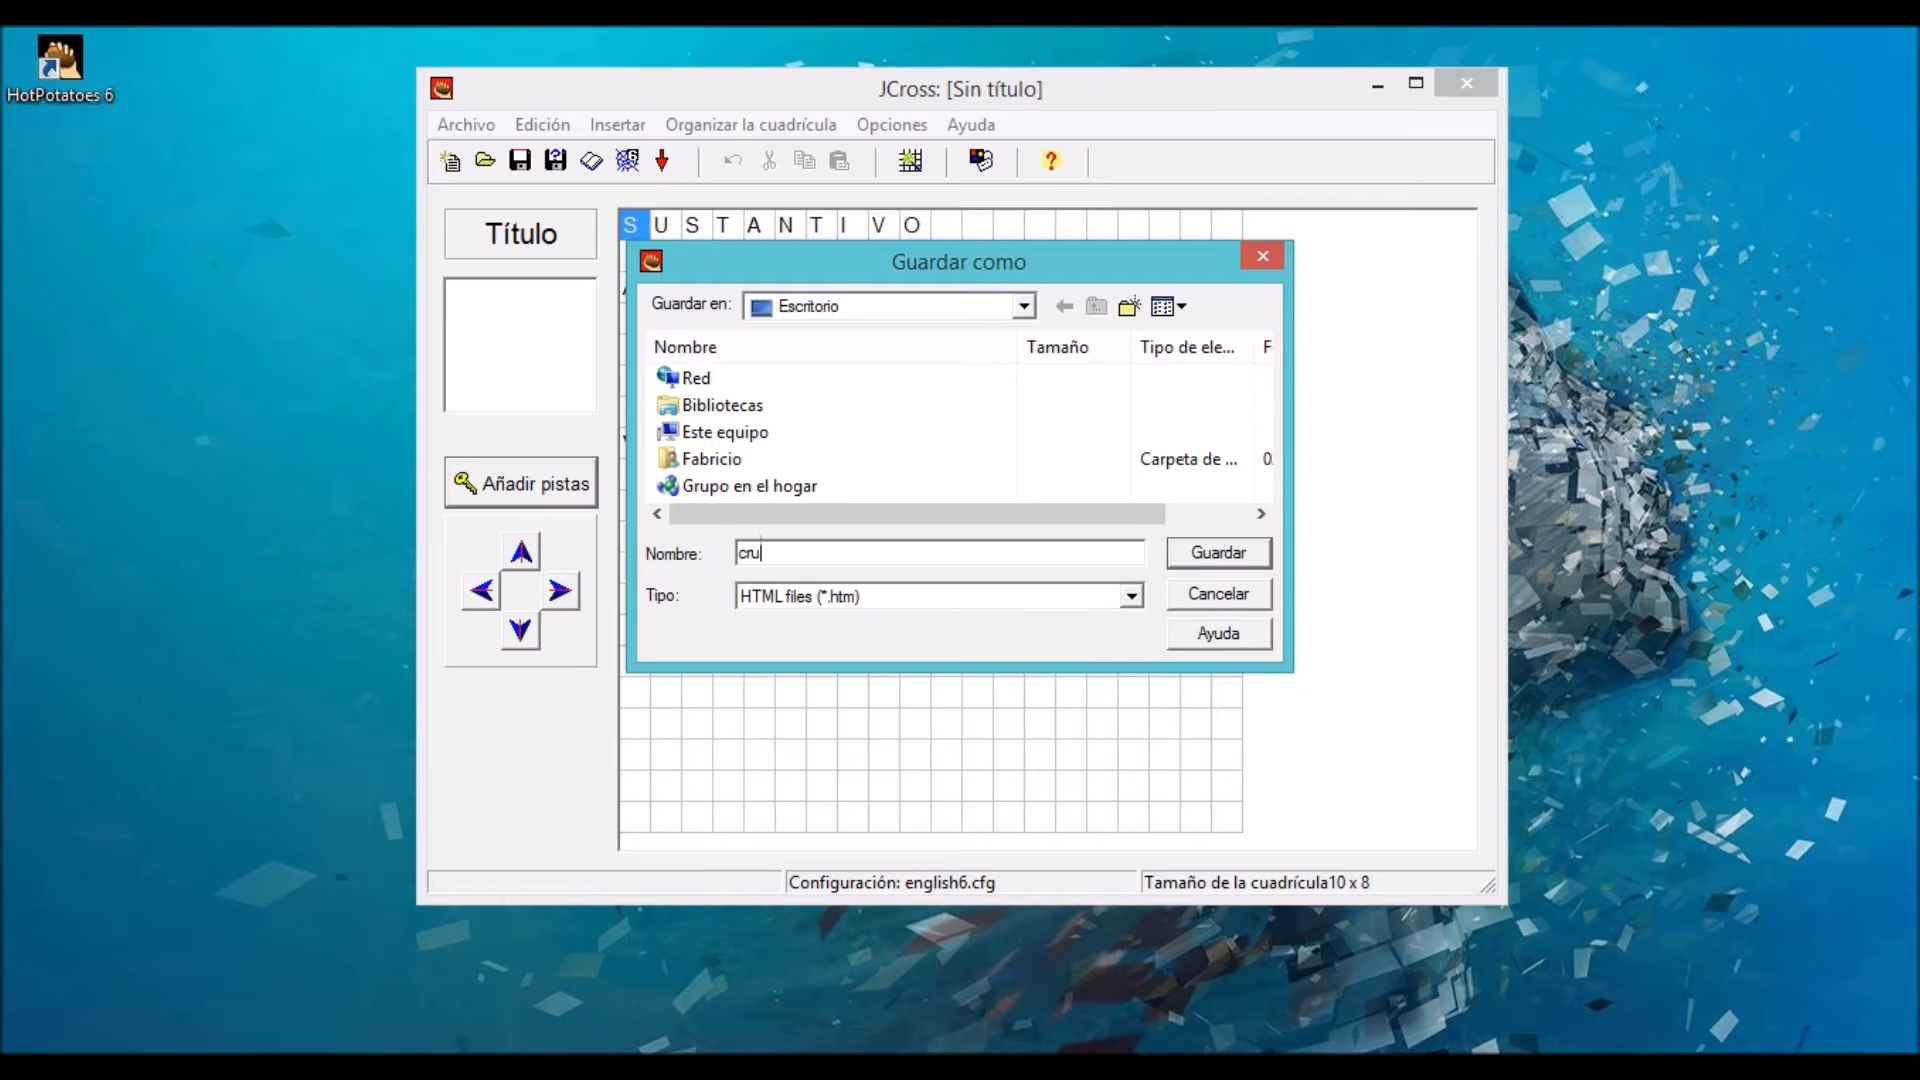 HotPotatoes 6
JCross: [Sin título]
Archivo Edición Insertar Organizar la cuadrícula Opciones Ayuda
Título
S U S T A N T I V O
Guardar como
Guardar en: Escritorio
Nombre Tamaño Tipo de ele... F
Red
Bibliotecas
Este equipo
Fabricio Carpeta de ... 0
Grupo en el hogar
Añadir pistas
Nombre: cru Guardar
Tipo: HTML files (*.htm) Cancelar
Ayuda
Configuración: english6.cfg Tamaño de la cuadrícula10 x 8